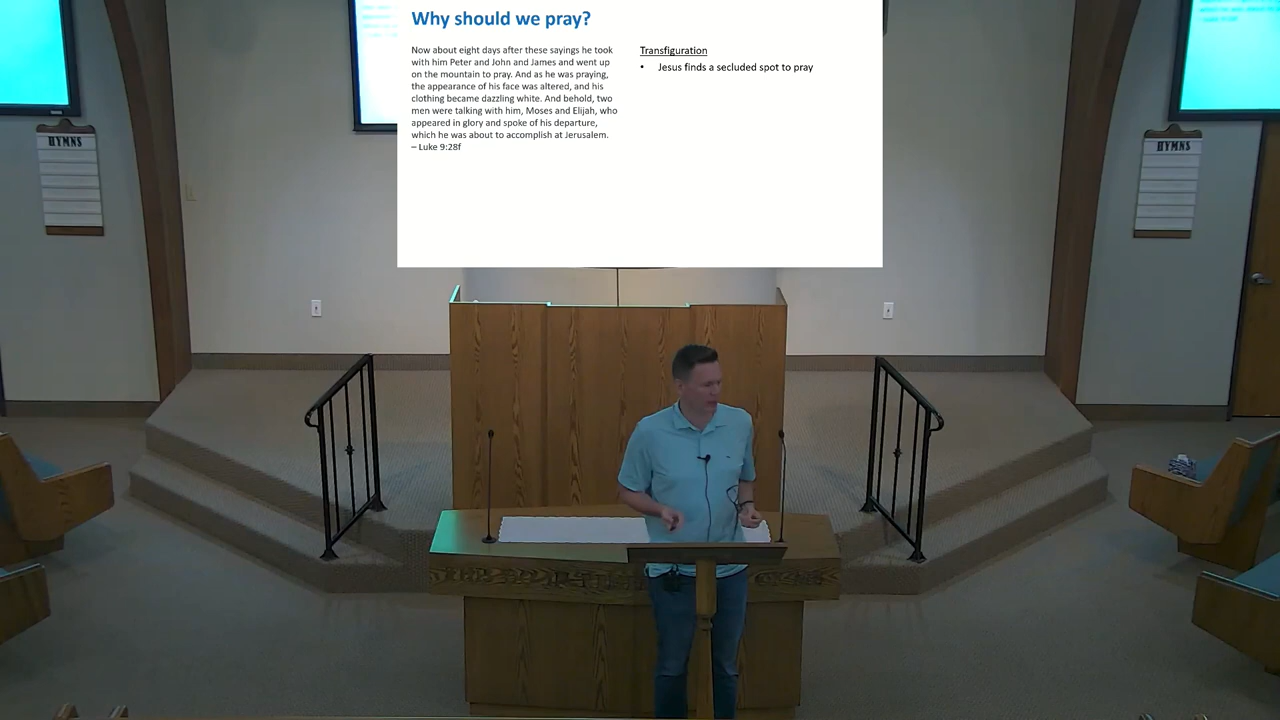 Why should we pray?
Now about eight days after these sayings he took
with him Peter and John and James and went up
on the mountain to pray. And as he was praying,
the appearance of his face was altered, and his
clothing became dazzling white. And behold, two
men were talking with him, Moses and Elijah, who
appeared in glory and spoke of his departure,
which he was about to accomplish at Jerusalem.
– Luke 9:28f
Transfiguration
• Jesus finds a secluded spot to pray
HYMNS
HYMNS